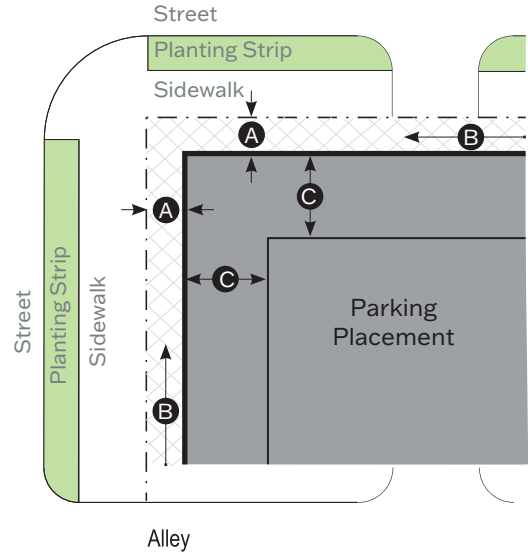 Street
Planting Strip
Sidewalk
A
B
A
C
C
Parking
Placement
Street
Planting Strip
Sidewalk
B
Alley